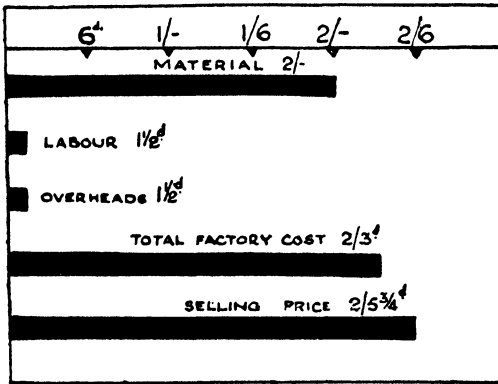 6d 1/- 1/6 2/- 2/6
MATERIAL 2/-
LABOUR 1½d
OVERHEADS 1½d
TOTAL FACTORY COST 2/3d
SELLING PRICE 2/5¾d